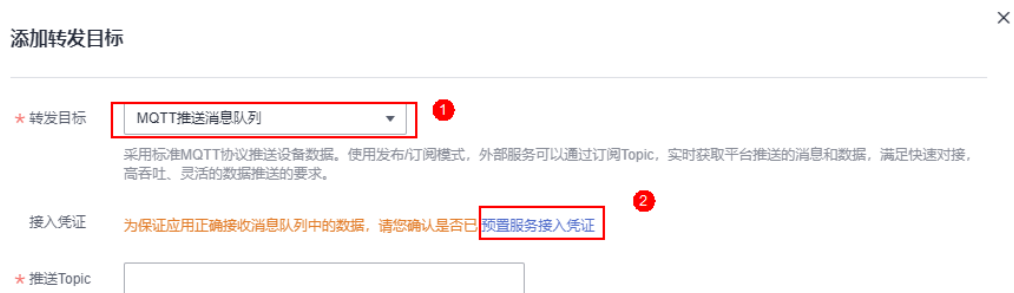 添加转发目标
×
* 转发目标 MQTT推送消息队列 1
采用标准MQTT协议推送设备数据。使用发布/订阅模式，外部服务可以通过订阅Topic，实时获取平台推送的消息和数据，满足快速对接，
高吞吐、灵活的数据推送的要求。
2
接入凭证 为保证应用正确接收消息队列中的数据，请您确认是否已 预置服务接入凭证
* 推送Topic